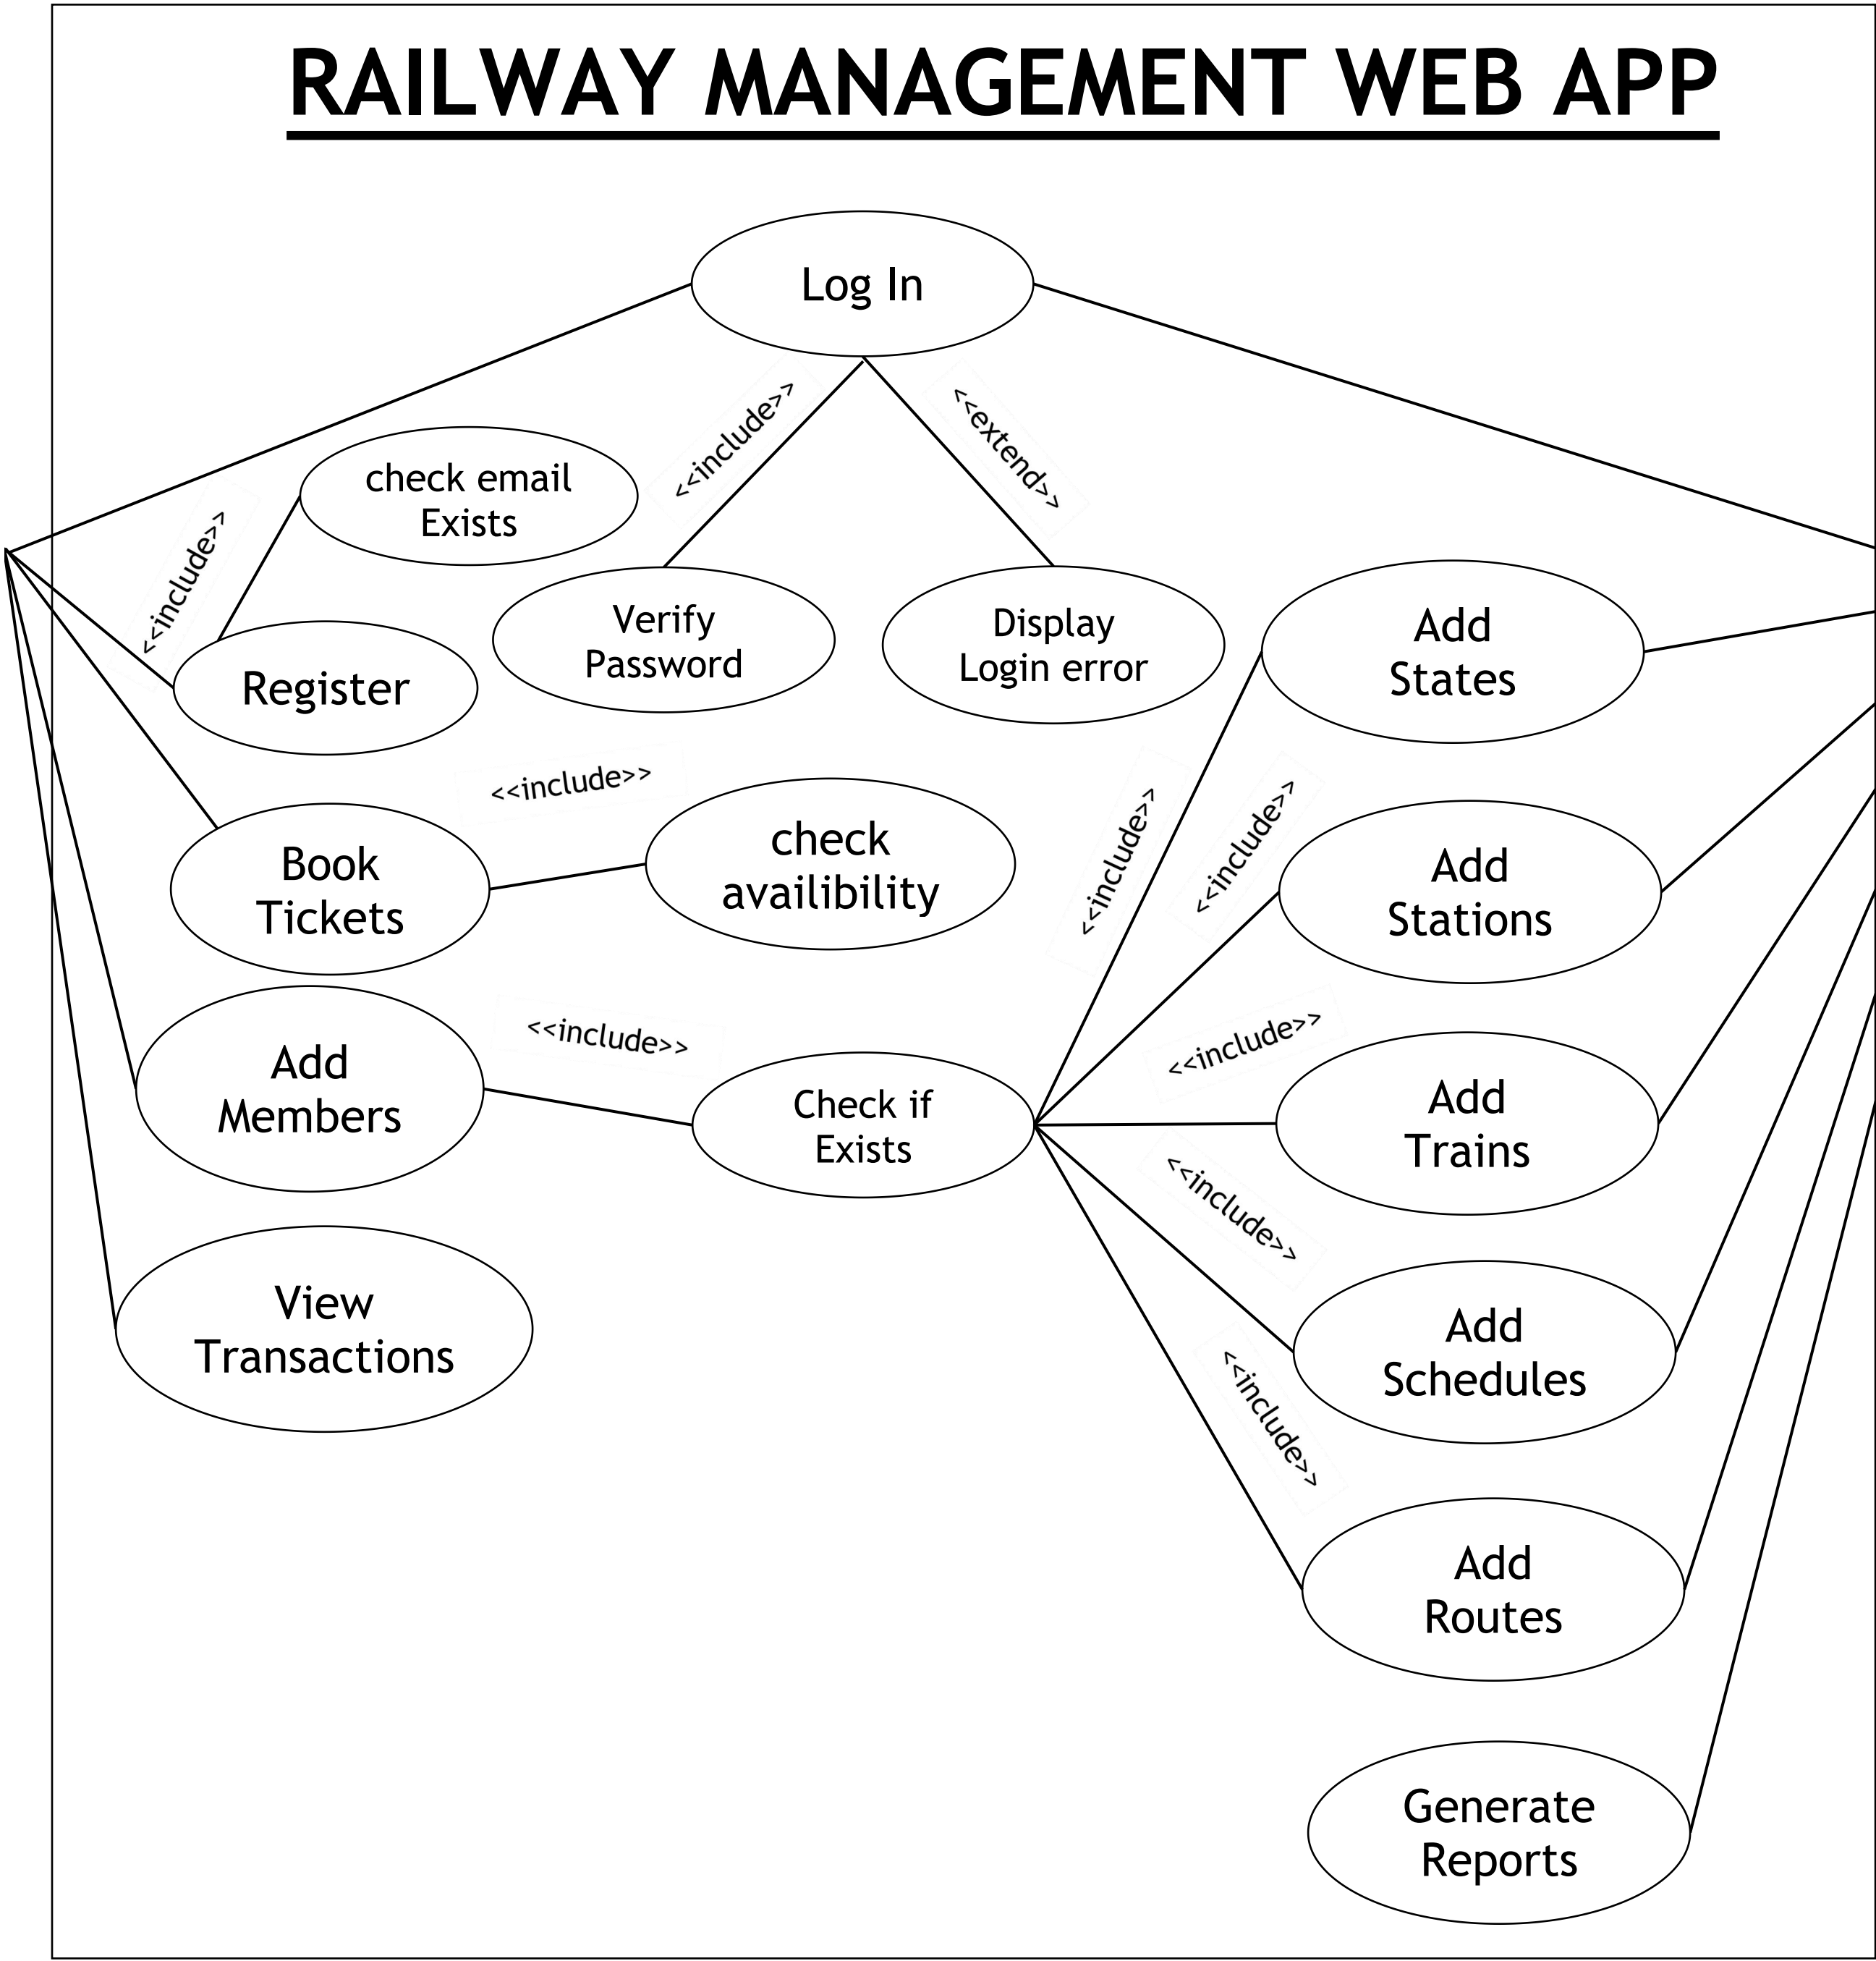 RAILWAY MANAGEMENT WEB APP
Log In
<<include>>
<<extend>>
check email
Exists
<<include>>
Verify
Password
Display
Login error
Add
States
Register
<<include>>
<<include>>
<<include>>
check
availibility
Book
Tickets
Add
Stations
<<include>>
<<include>>
Add
Members
Check if
Exists
Add
Trains
<<include>>
View
Transactions
Add
Schedules
<<include>>
Add
Routes
Generate
Reports